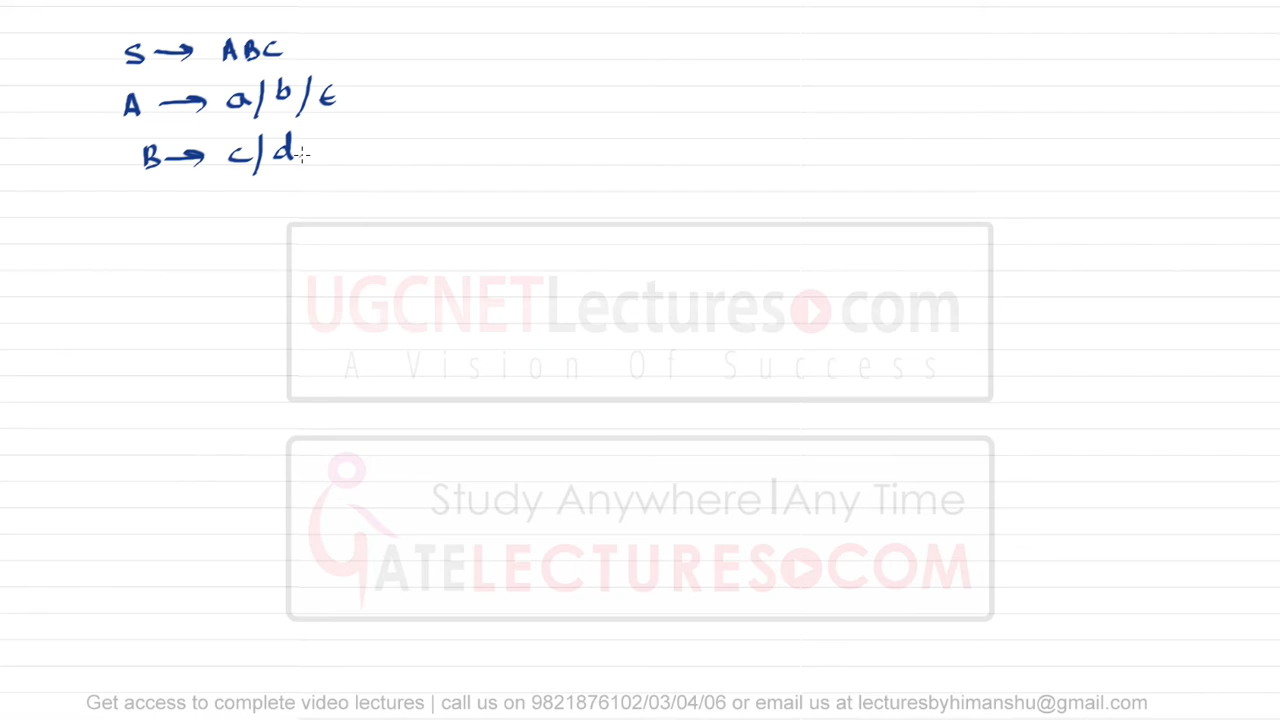 S → ABC
A → a/b/ε
B → c/d
UGCNETLectures.com
A Vision Of Success
Study Anywhere|Any Time
GATELECTURES.COM
Get access to complete video lectures | call us on 9821876102/03/04/06 or email us at lecturesbyhimanshu@gmail.com